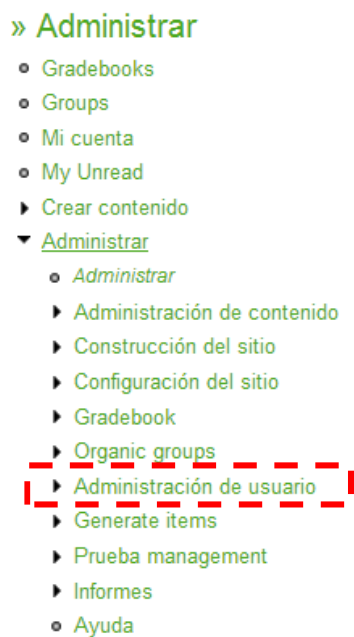 » Administrar
Gradebooks
Groups
Mi cuenta
My Unread
Crear contenido
Administrar
Administrar
Administración de contenido
Construcción del sitio
Configuración del sitio
Gradebook
Organic groups
Administración de usuario
Generate items
Prueba management
Informes
Ayuda